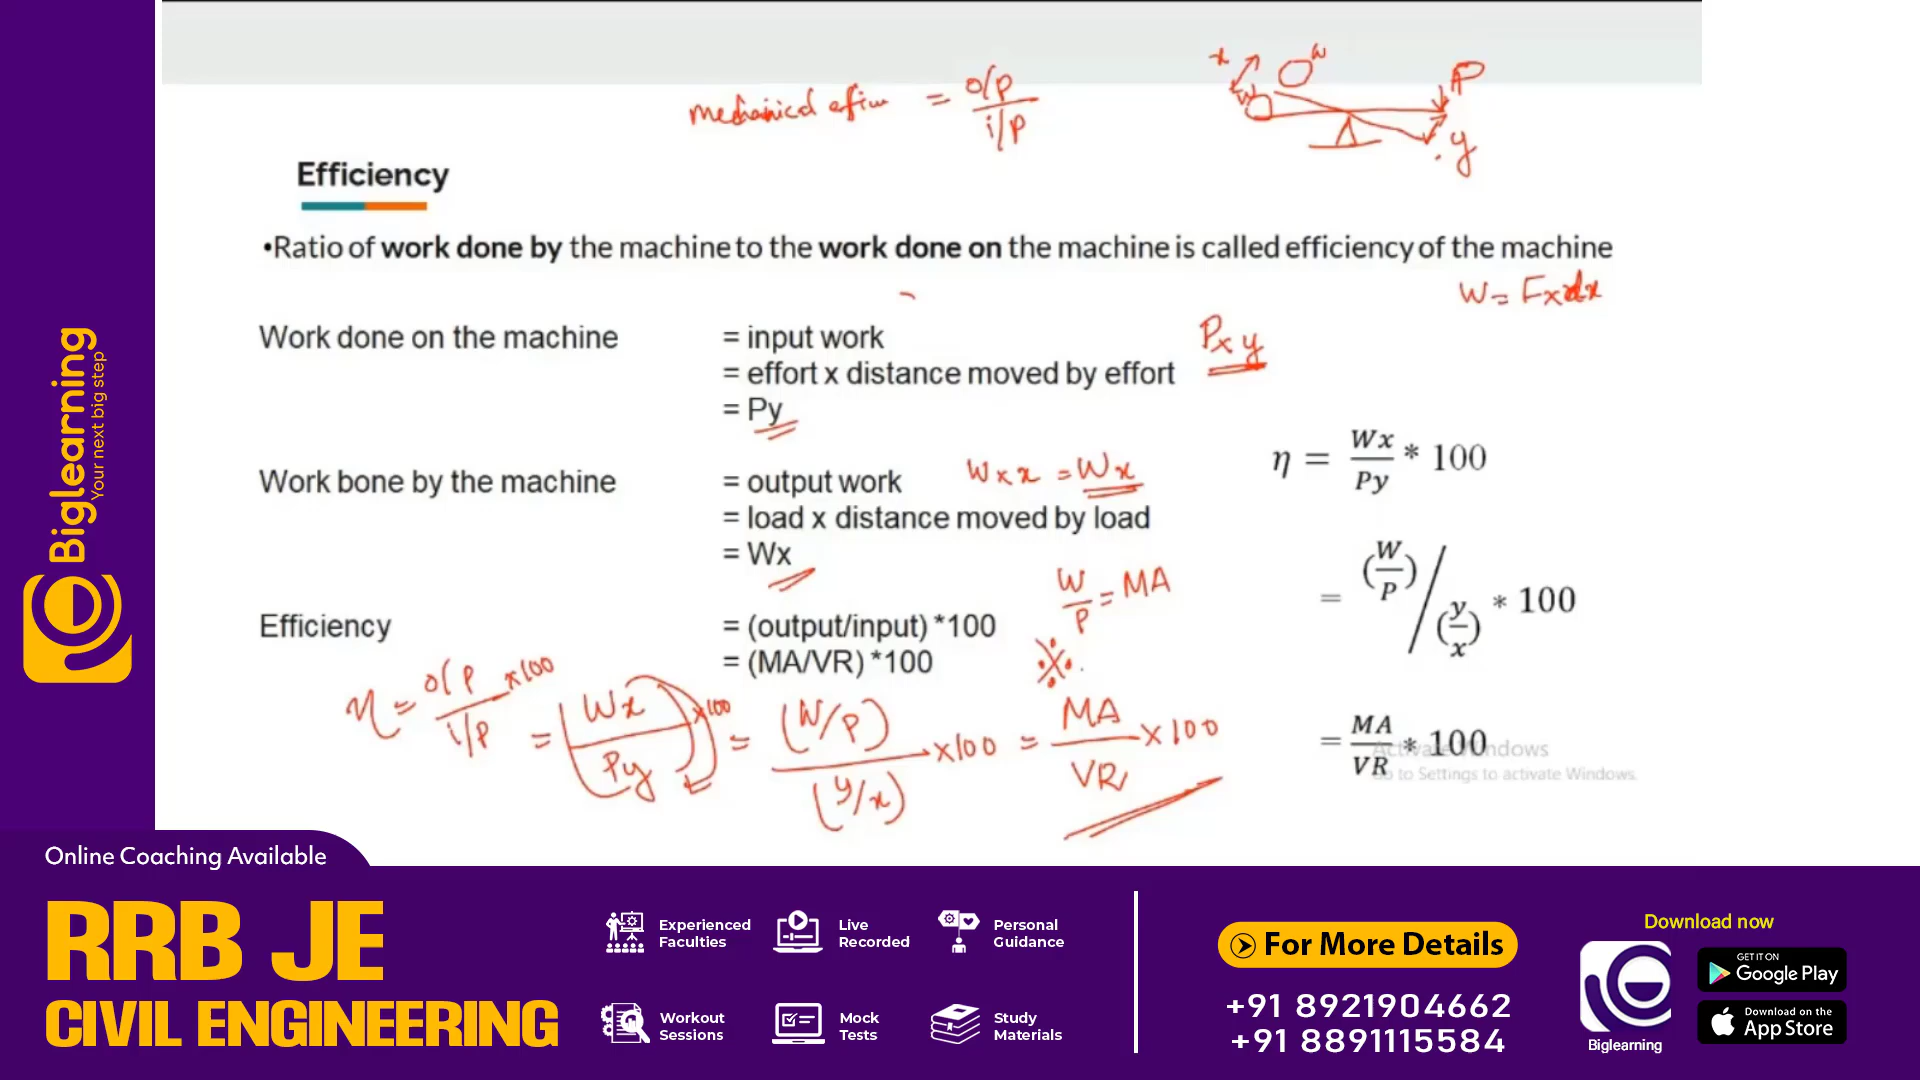 mechanical
= o/p
i/p
x
W
W
P
y
Efficiency
•Ratio of work done by the machine to the work done on the machine is called efficiency of the machine
W = F x dx
Work done on the machine = input work
P x y
= effort x distance moved by effort
= Py
η = Wx/Py * 100
W x x = Wx
Work bone by the machine = output work
= load x distance moved by load
= Wx
W/P = MA
= (W/P) / (y/x) * 100
Efficiency = (output/input) *100
= (MA/VR) *100
η = o/p / i/p x 100 = (Wx / Py) x 100 = (W/P) / (y/x) x 100 = MA / VR x 100
= MA/VR * 100
Activate Windows
Go to Settings to activate Windows.
Biglearning
Your next big step
Online Coaching Available
RRB JE
CIVIL ENGINEERING
Experienced
Faculties
Live
Recorded
Personal
Guidance
Workout
Sessions
Mock
Tests
Study
Materials
For More Details
+91 8921904662
+91 8891115584
Download now
Biglearning
GET IT ON
Google Play
Download on the
App Store